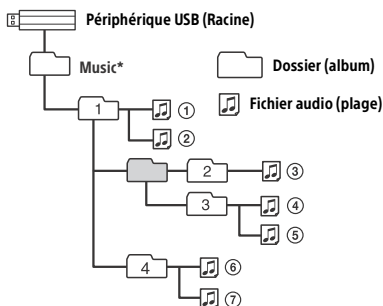 Périphérique USB (Racine)
Music*
Dossier (album)
Fichier audio (plage)
1
①
②
2
③
3
④
⑤
4
⑥
⑦